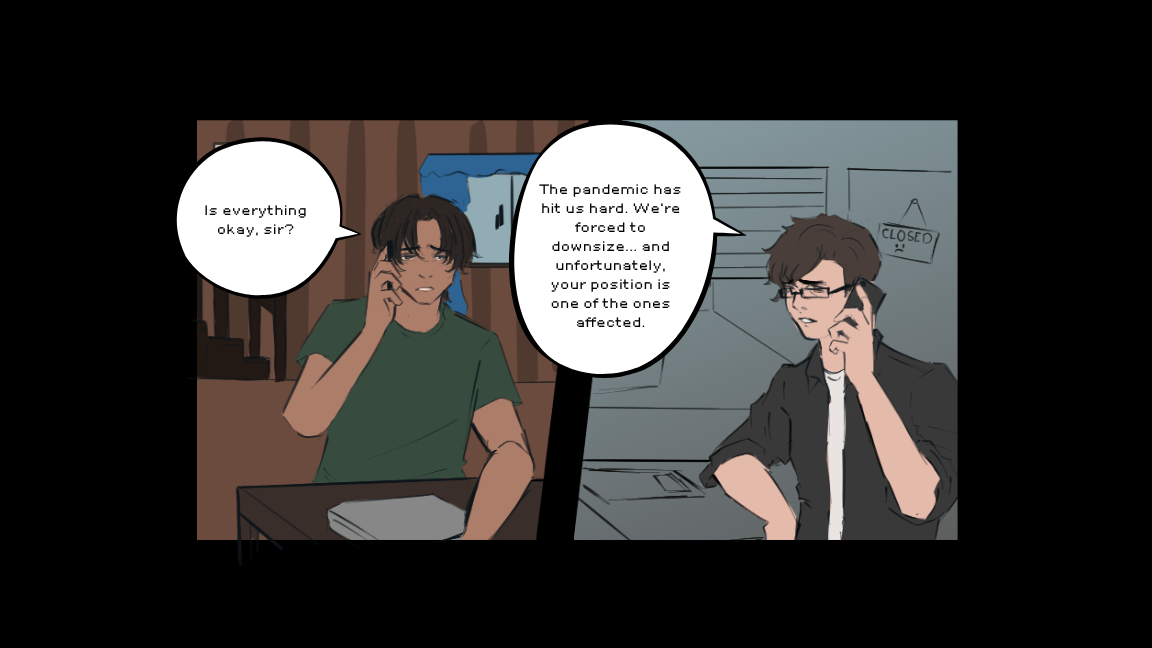 Is everything
okay, sir?
The pandemic has
hit us hard. We're
forced to
downsize... and
unfortunately,
your position is
one of the ones
affected.
CLOSED